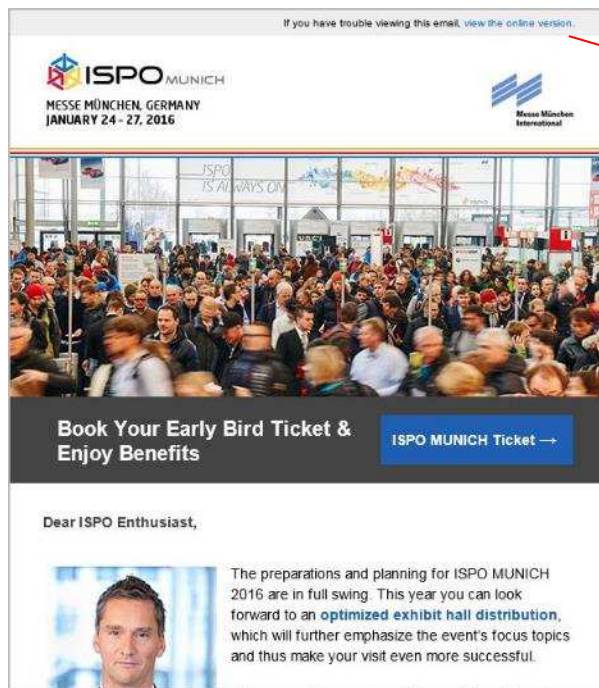 If you have trouble viewing this email, view the online version.
ISPO MUNICH
MESSE MÜNCHEN, GERMANY
JANUARY 24 - 27, 2016
Messe München
International
ISPO
IS ALWAYS ON
Book Your Early Bird Ticket &
Enjoy Benefits
ISPO MUNICH Ticket →
Dear ISPO Enthusiast,
The preparations and planning for ISPO MUNICH
2016 are in full swing. This year you can look
forward to an optimized exhibit hall distribution,
which will further emphasize the event's focus topics
and thus make your visit even more successful.